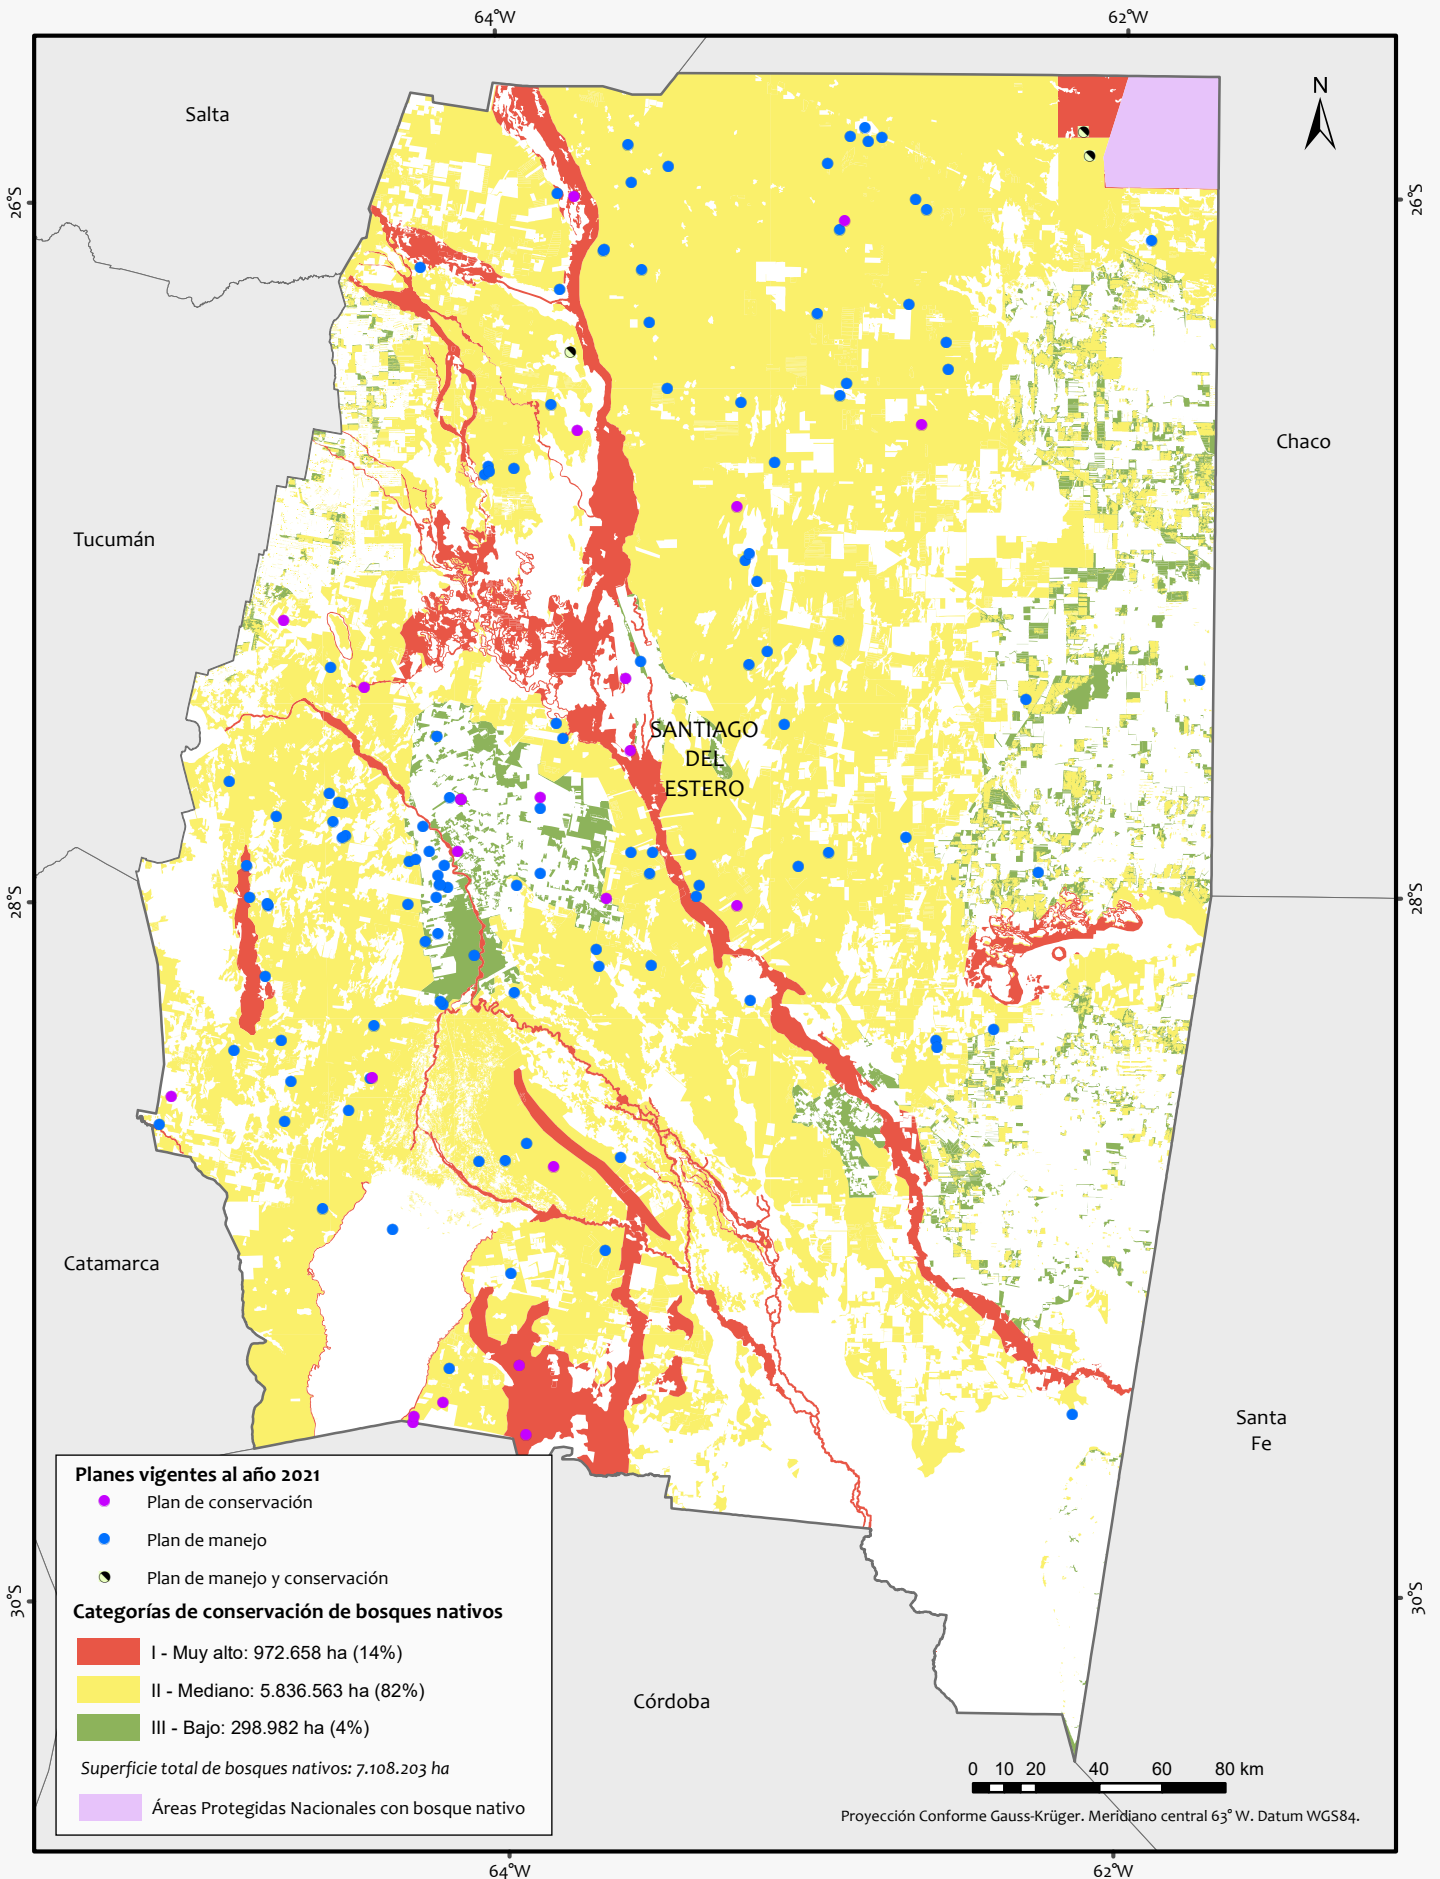 64°W
62°W
Salta
N
26°S
26°S
Chaco
Tucumán
SANTIAGO
DEL
ESTERO
28°S
28°S
Catamarca
Santa
Fe
Planes vigentes al año 2021
Plan de conservación
Plan de manejo
Plan de manejo y conservación
Categorías de conservación de bosques nativos
I - Muy alto: 972.658 ha (14%)
II - Mediano: 5.836.563 ha (82%)
III - Bajo: 298.982 ha (4%)
Superficie total de bosques nativos: 7.108.203 ha
Áreas Protegidas Nacionales con bosque nativo
30°S
30°S
Córdoba
0 10 20 40 60 80 km
Proyección Conforme Gauss-Krüger. Meridiano central 63° W. Datum WGS84.
64°W
62°W